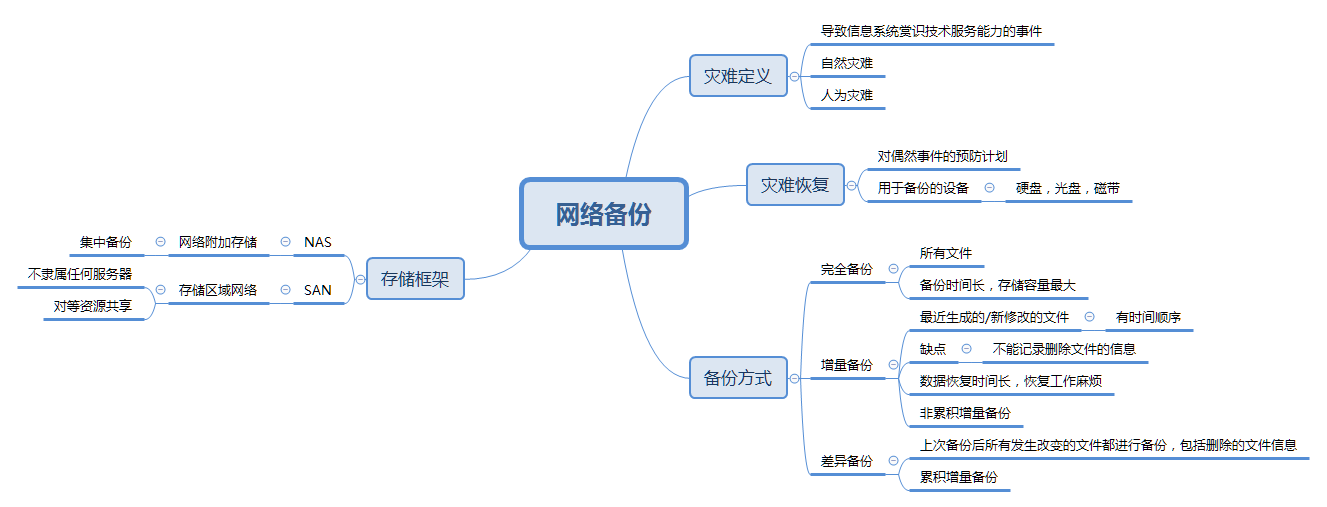 网络备份
灾难定义
导致信息系统赏识技术服务能力的事件
自然灾难
人为灾难
灾难恢复
对偶然事件的预防计划
用于备份的设备
硬盘，光盘，磁带
备份方式
完全备份
所有文件
备份时间长，存储容量最大
增量备份
最近生成的/新修改的文件
有时间顺序
缺点
不能记录删除文件的信息
数据恢复时间长，恢复工作麻烦
非累积增量备份
差异备份
上次备份后所有发生改变的文件都进行备份，包括删除的文件信息
累积增量备份
存储框架
NAS
网络附加存储
集中备份
SAN
存储区域网络
不隶属任何服务器
对等资源共享